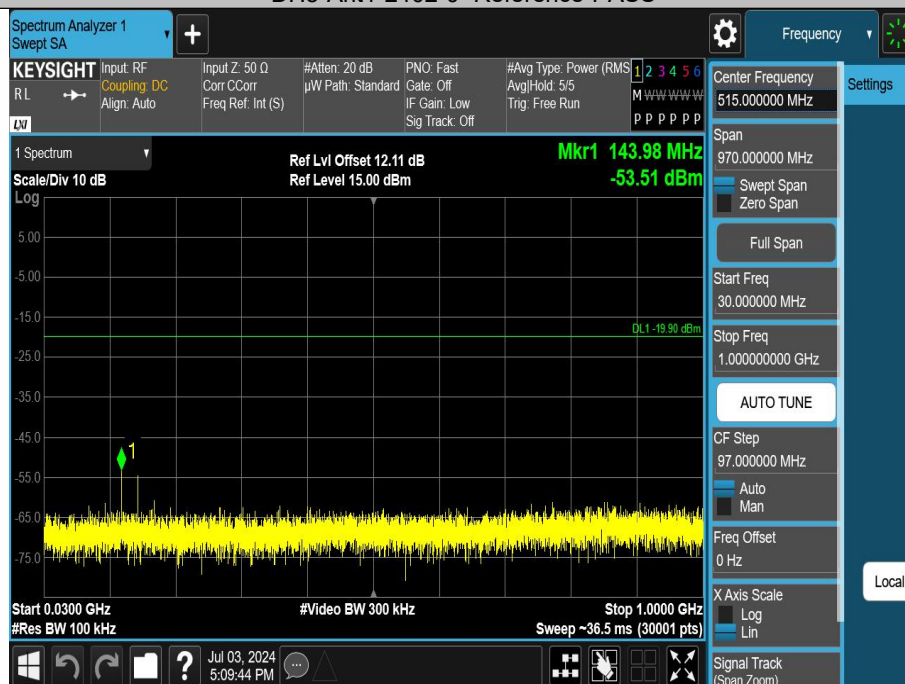 Spectrum Analyzer 1
Swept SA
+
Frequency
KEYSIGHT
RL
LXI
Input: RF
Coupling: DC
Align: Auto
Input Z: 50 Ω
Corr CCorr
Freq Ref: Int (S)
#Atten: 20 dB
µW Path: Standard
PNO: Fast
Gate: Off
IF Gain: Low
Sig Track: Off
#Avg Type: Power (RMS
Avg|Hold: 5/5
Trig: Free Run
1 2 3 4 5 6
M W W W W W
P P P P P P
1 Spectrum
Scale/Div 10 dB
Log
Ref Lvl Offset 12.11 dB
Ref Level 15.00 dBm
Mkr1 143.98 MHz
-53.51 dBm
5.00
-5.00
-15.0
DL1 -19.90 dBm
-25.0
-35.0
-45.0
1
-55.0
-65.0
-75.0
Start 0.0300 GHz
#Res BW 100 kHz
#Video BW 300 kHz
Stop 1.0000 GHz
Sweep ~36.5 ms (30001 pts)
?
Jul 03, 2024
5:09:44 PM
Center Frequency
515.000000 MHz
Span
970.000000 MHz
Swept Span
Zero Span
Full Span
Start Freq
30.000000 MHz
Stop Freq
1.000000000 GHz
AUTO TUNE
CF Step
97.000000 MHz
Auto
Man
Freq Offset
0 Hz
X Axis Scale
Log
Lin
Signal Track
(Span Zoom)
Settings
Local